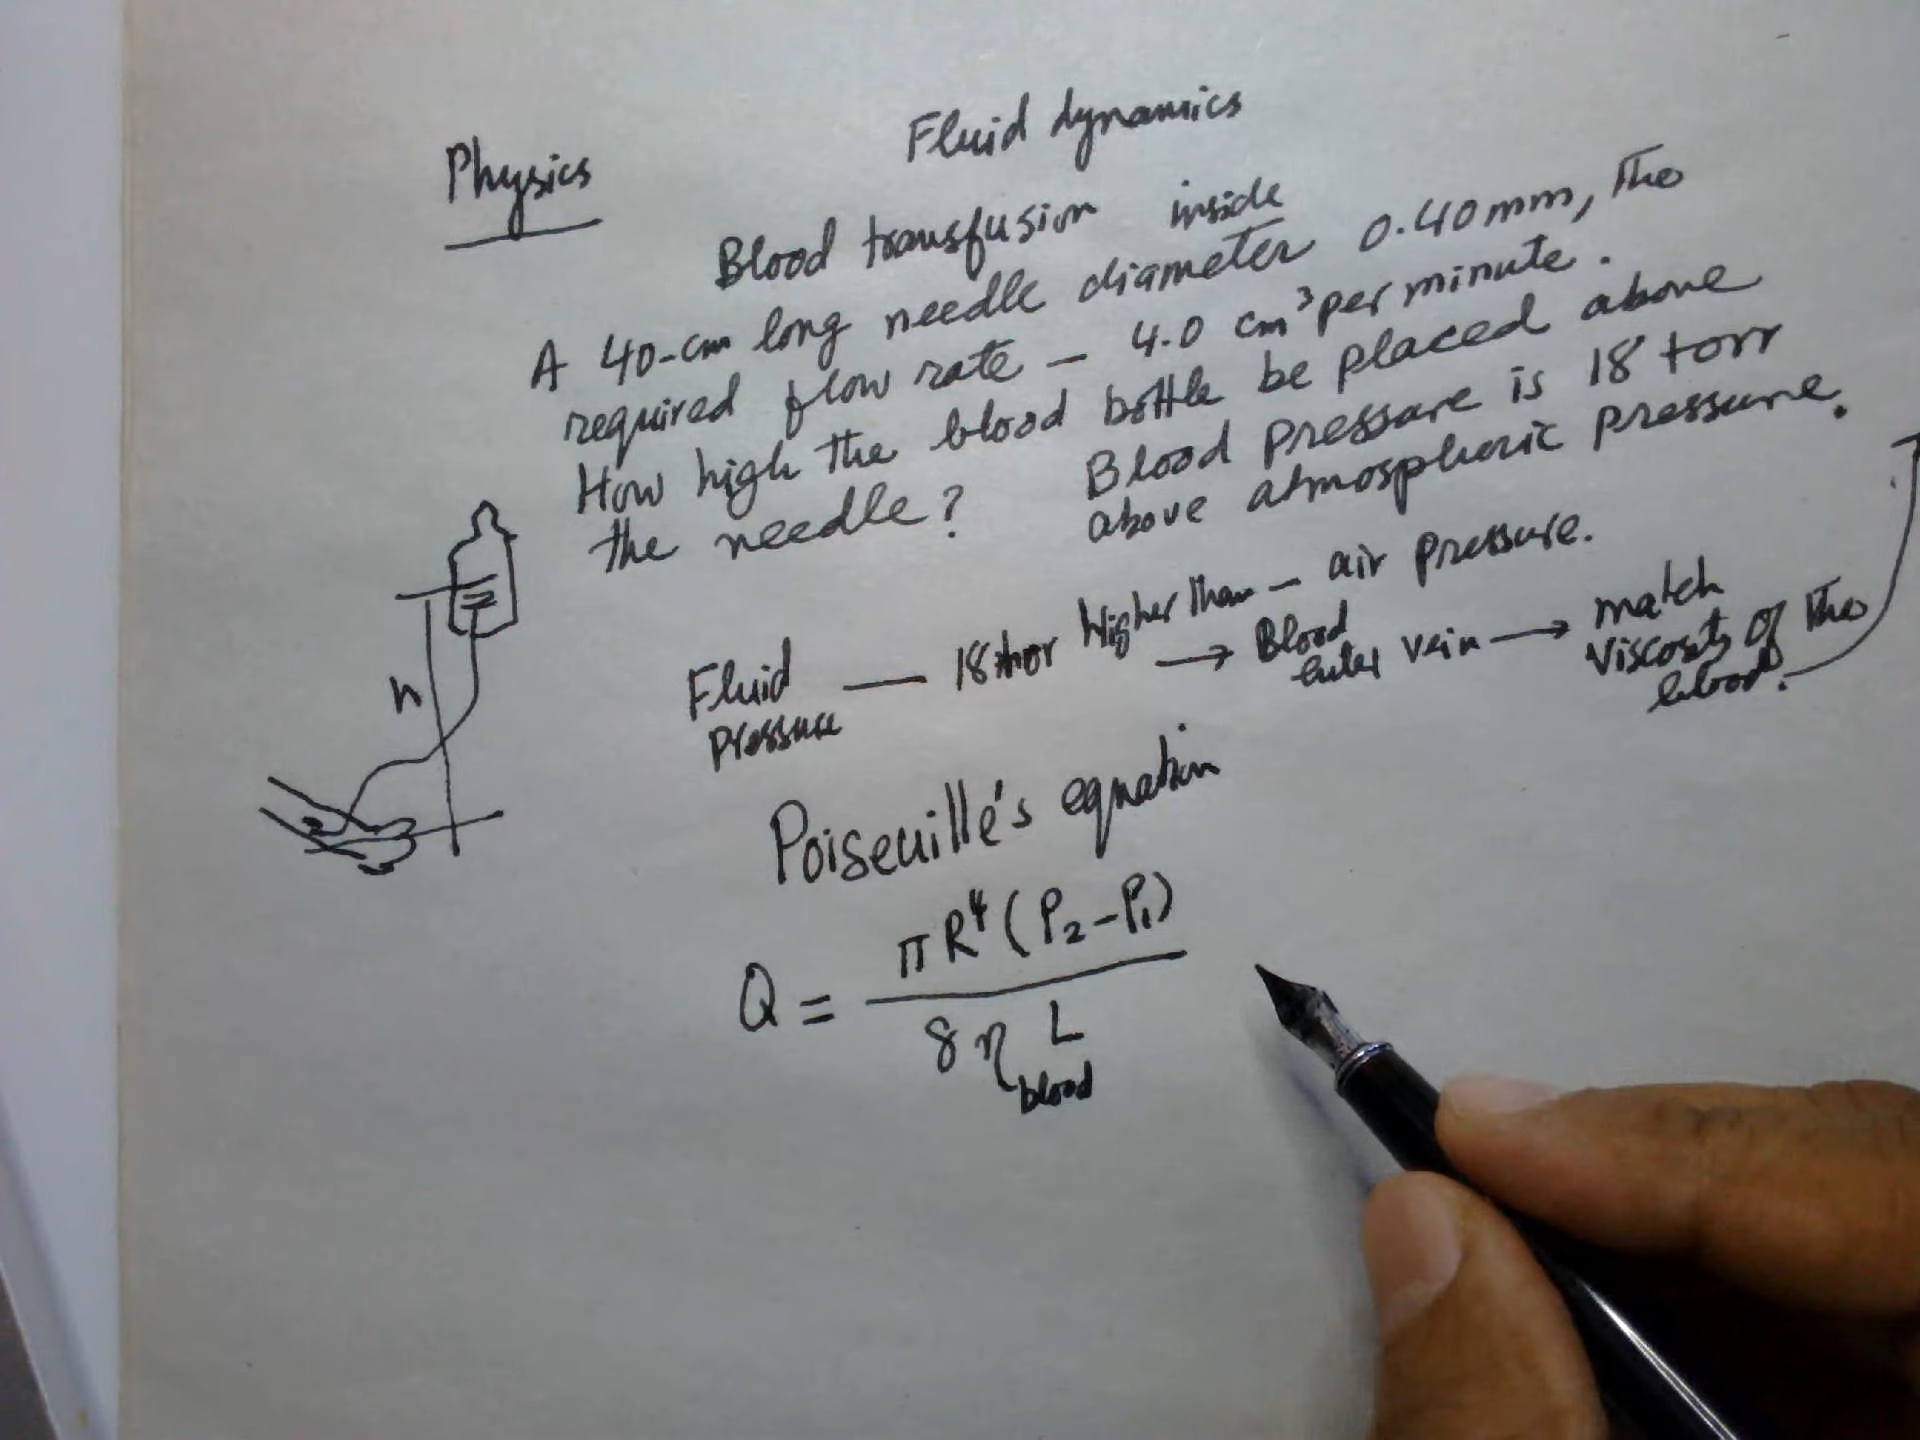 Physics
Fluid dynamics
Blood transfusion inside
A 40-cm long needle diameter 0.40mm, the
required flow rate — 4.0 cm³ per minute.
How high the blood bottle be placed above
the needle? Blood pressure is 18 torr
above atmospheric pressure.
h
Fluid pressure — 18 Higher than — air pressure.
→ Blood enter vein → match viscosity of the blood.
Poiseuille's equation
Q = πR⁴(P₂-P₁)
8 η L
blood